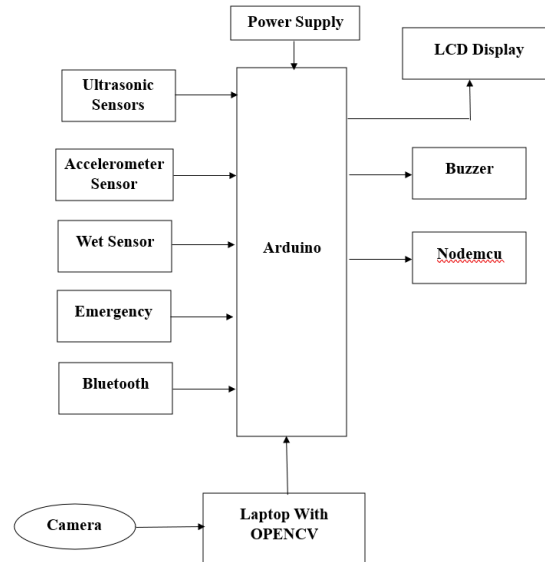 Power Supply
LCD Display
Ultrasonic
Sensors
Accelerometer
Sensor
Buzzer
Wet Sensor
Arduino
Nodemcu
Emergency
Bluetooth
Camera
Laptop With
OPENCV